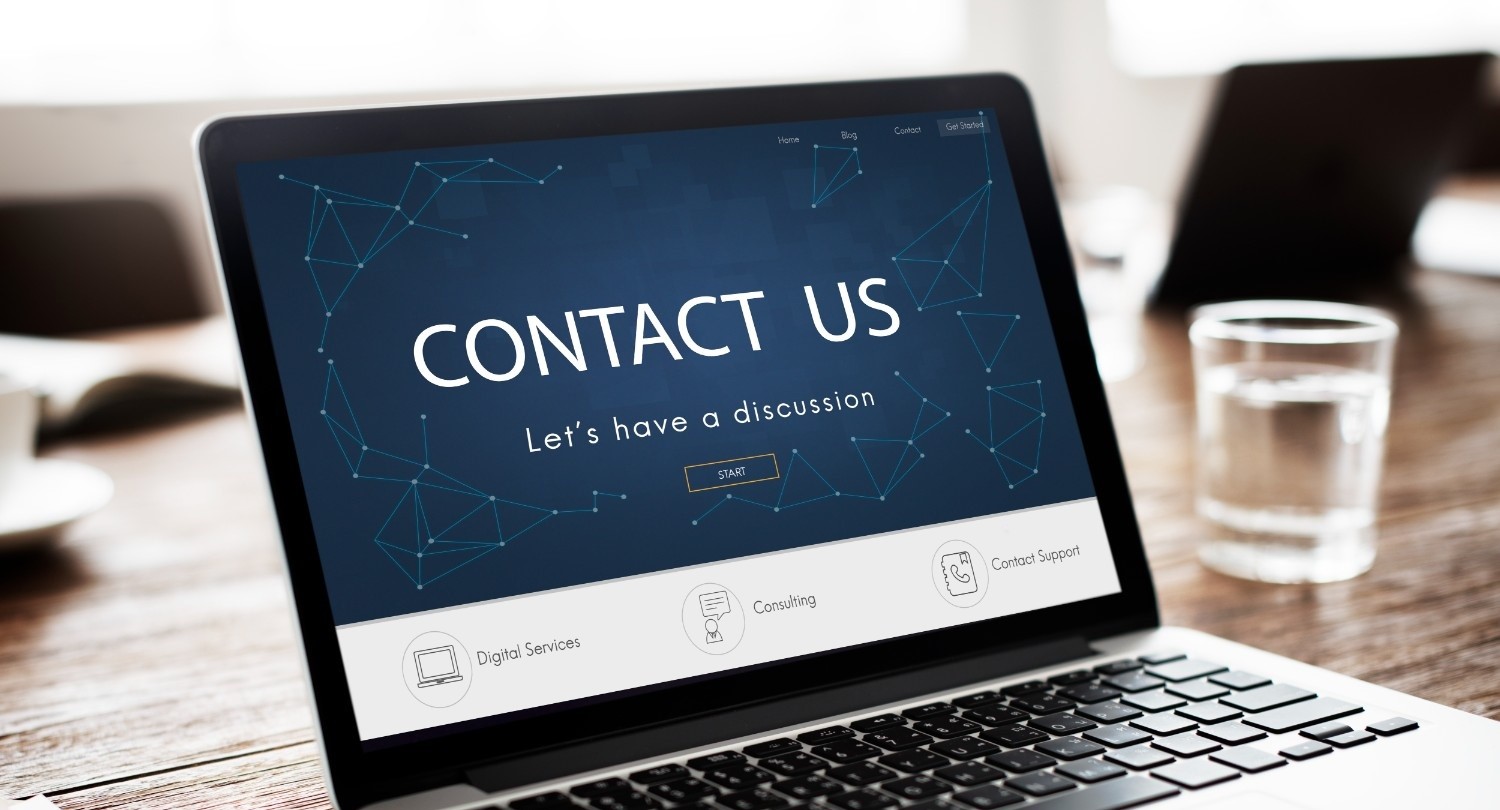 Home Blog Contact Get Started
CONTACT US
Let's have a discussion
START
Digital Services Consulting Contact Support